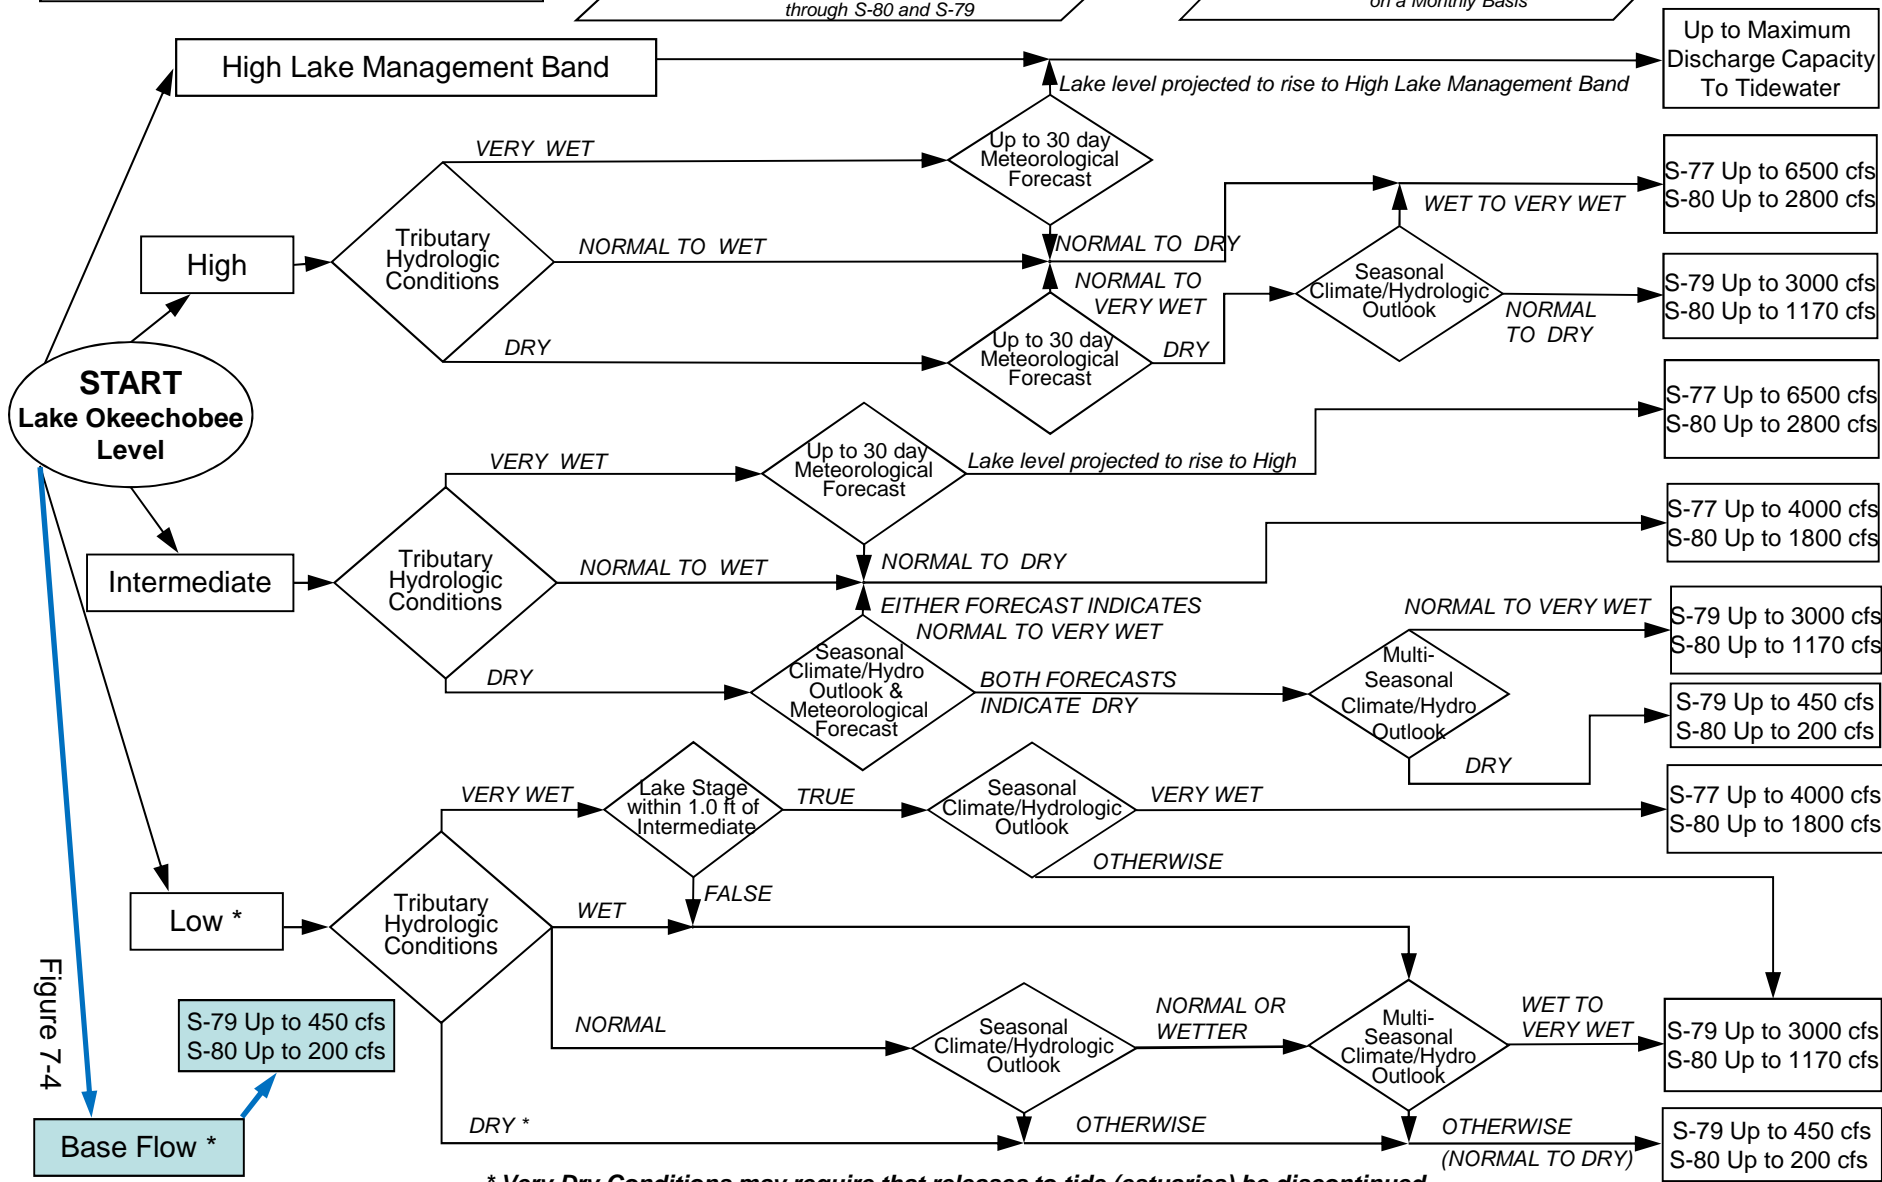 through S-80 and S-79
on a Monthly Basis
Up to Maximum
Discharge Capacity
To Tidewater
High Lake Management Band
Lake level projected to rise to High Lake Management Band
VERY WET
Up to 30 day
Meteorological
Forecast
S-77 Up to 6500 cfs
S-80 Up to 2800 cfs
WET TO VERY WET
High
Tributary
Hydrologic
Conditions
NORMAL TO WET
NORMAL TO DRY
NORMAL TO
VERY WET
Seasonal
Climate/Hydrologic
Outlook
NORMAL
TO DRY
S-79 Up to 3000 cfs
S-80 Up to 1170 cfs
DRY
Up to 30 day
Meteorological
Forecast
DRY
START
Lake Okeechobee
Level
S-77 Up to 6500 cfs
S-80 Up to 2800 cfs
VERY WET
Up to 30 day
Meteorological
Forecast
Lake level projected to rise to High
S-77 Up to 4000 cfs
S-80 Up to 1800 cfs
Intermediate
Tributary
Hydrologic
Conditions
NORMAL TO WET
NORMAL TO DRY
EITHER FORECAST INDICATES
NORMAL TO VERY WET
NORMAL TO VERY WET
S-79 Up to 3000 cfs
S-80 Up to 1170 cfs
DRY
Seasonal
Climate/Hydro
Outlook &
Meteorological
Forecast
BOTH FORECASTS
INDICATE DRY
Multi-
Seasonal
Climate/Hydro
Outlook
S-79 Up to 450 cfs
S-80 Up to 200 cfs
DRY
VERY WET
Lake Stage
within 1.0 ft of
Intermediate
TRUE
Seasonal
Climate/Hydrologic
Outlook
VERY WET
S-77 Up to 4000 cfs
S-80 Up to 1800 cfs
OTHERWISE
FALSE
Low *
Tributary
Hydrologic
Conditions
WET
NORMAL
Seasonal
Climate/Hydrologic
Outlook
NORMAL OR
WETTER
Multi-
Seasonal
Climate/Hydro
Outlook
WET TO
VERY WET
S-79 Up to 3000 cfs
S-80 Up to 1170 cfs
Figure 7-4
S-79 Up to 450 cfs
S-80 Up to 200 cfs
Base Flow *
DRY *
OTHERWISE
OTHERWISE
(NORMAL TO DRY)
S-79 Up to 450 cfs
S-80 Up to 200 cfs
* Very Dry Conditions may require that releases to tide (estuaries) be discontinued